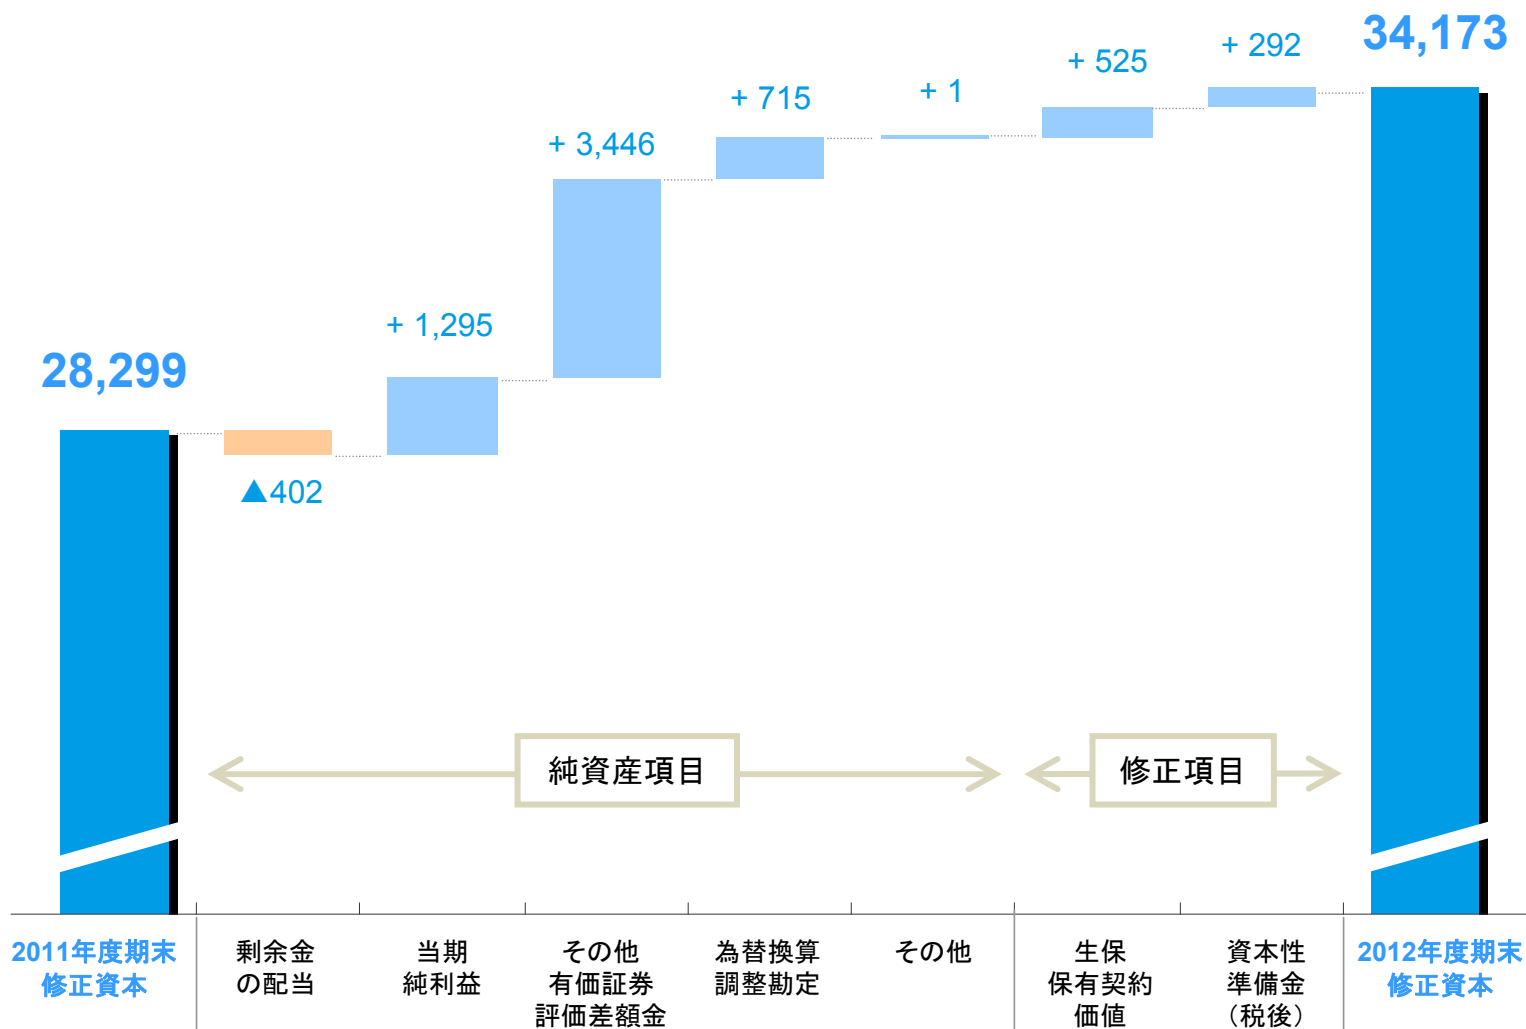 34,173
+ 292
+ 525
+ 715
+ 1
+ 3,446
+ 1,295
28,299
▲402
純資産項目
修正項目
2011年度期末
修正資本
剰余金
の配当
当期
純利益
その他
有価証券
評価差額金
為替換算
調整勘定
その他
生保
保有契約
価値
資本性
準備金
（税後）
2012年度期末
修正資本